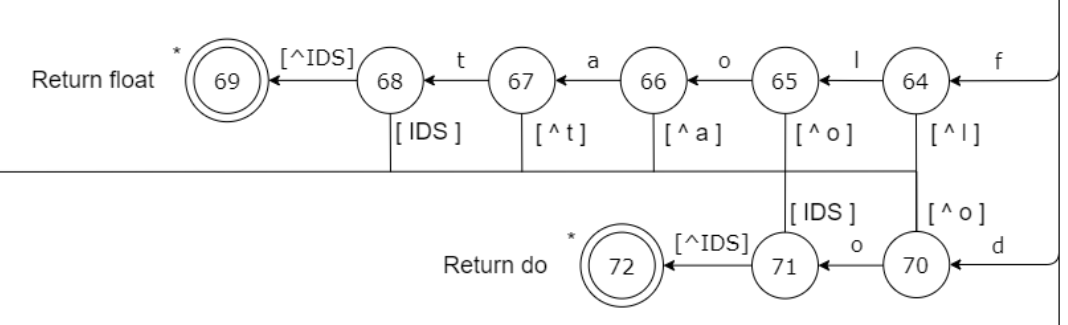 * [^IDS] t a o l f
Return float 69 68 67 66 65 64
[ IDS ] [ ^ t ] [ ^ a ] [ ^ o ] [ ^ l ]
[ IDS ] [ ^ o ]
* [^IDS] o d
Return do 72 71 70